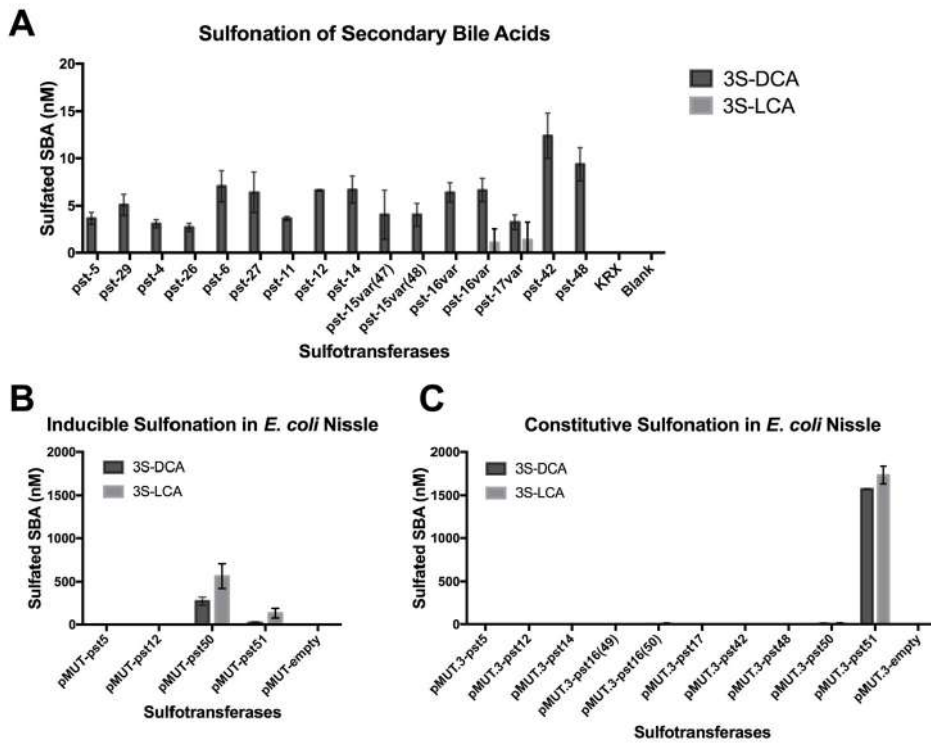 A
Sulfonation of Secondary Bile Acids
Sulfated SBA (nM)
20
15
10
5
0
3S-DCA
3S-LCA
pst-5
pst-29
pst-4
pst-26
pst-6
pst-27
pst-11
pst-12
pst-14
pst-15var(47)
pst-15var(48)
pst-16var
pst-16var
pst-17var
pst-42
pst-48
KRX
Blank
Sulfotransferases
B
Inducible Sulfonation in E. coli Nissle
Sulfated SBA (nM)
2000
1500
1000
500
0
3S-DCA
3S-LCA
pMUT-pst5
pMUT-pst12
pMUT-pst50
pMUT-pst51
pMUT-empty
Sulfotransferases
C
Constitutive Sulfonation in E. coli Nissle
Sulfated SBA (nM)
2000
1500
1000
500
0
3S-DCA
3S-LCA
pMUT.3-pst5
pMUT.3-pst12
pMUT.3-pst14
pMUT.3-pst16(49)
pMUT.3-pst16(50)
pMUT.3-pst17
pMUT.3-pst42
pMUT.3-pst48
pMUT.3-pst50
pMUT.3-pst51
pMUT.3-empty
Sulfotransferases